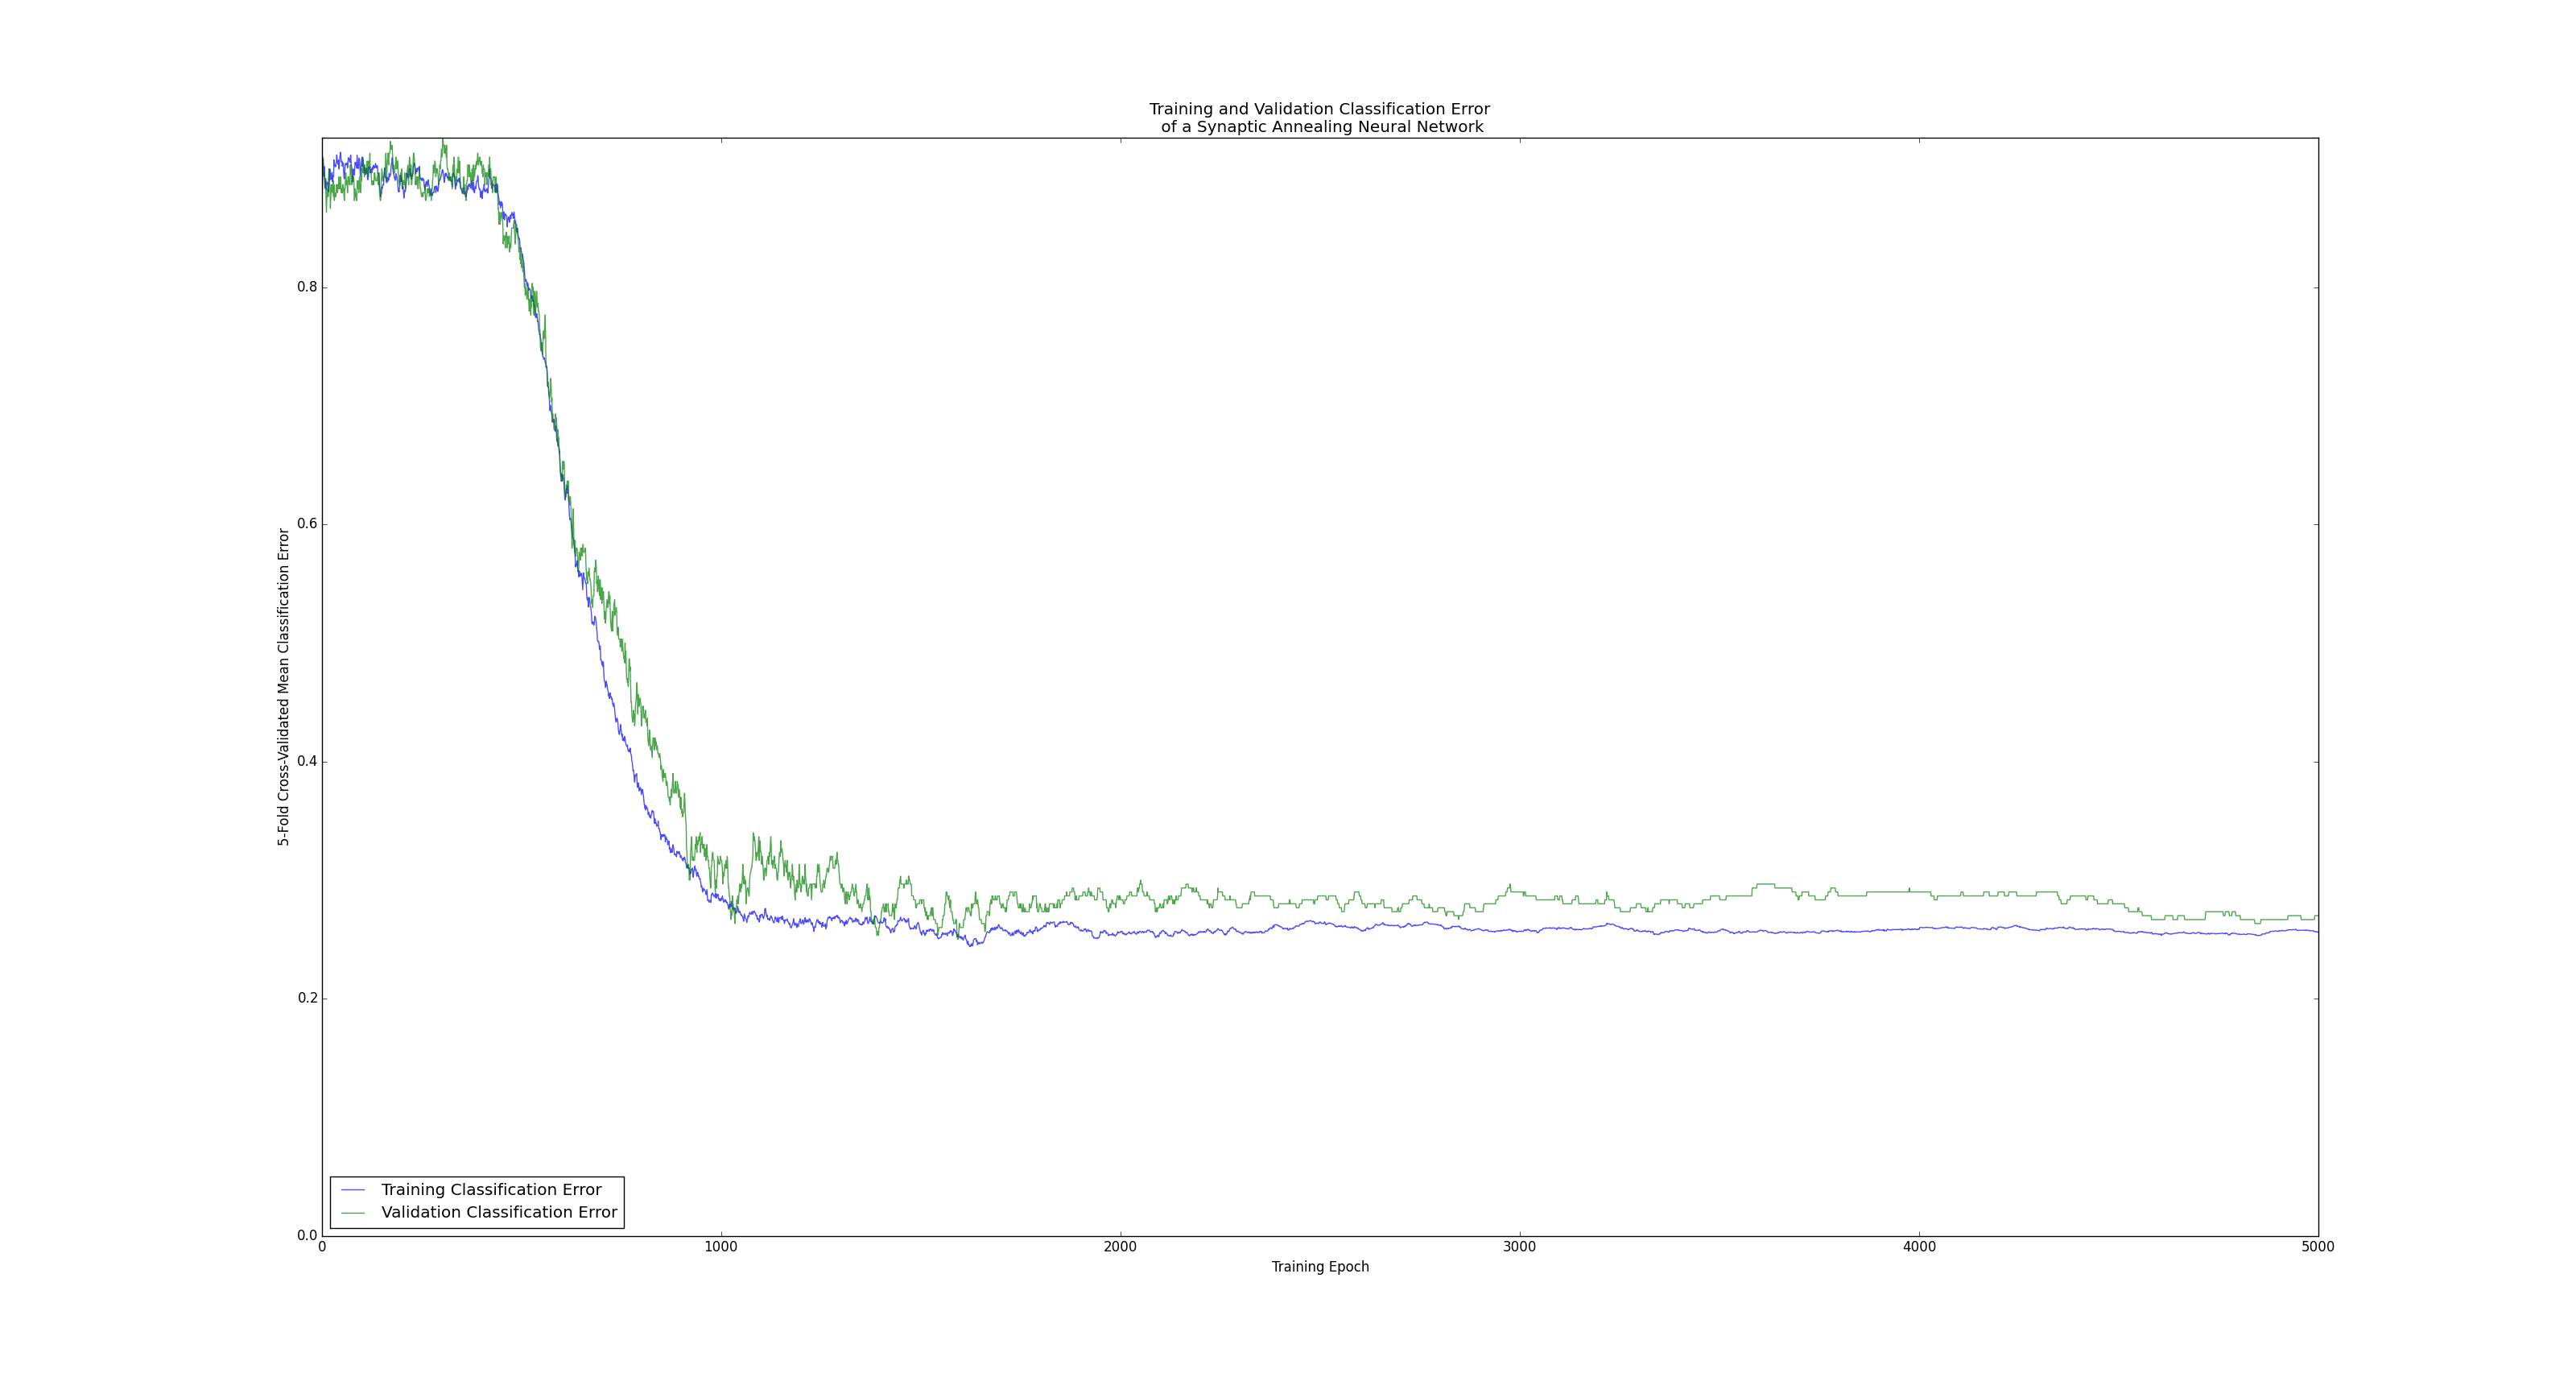 Training and Validation Classification Error
of a Synaptic Annealing Neural Network
5-Fold Cross-Validated Mean Classification Error
0.8
0.6
0.4
0.2
0.0
Training Classification Error
Validation Classification Error
0
1000
2000
3000
4000
5000
Training Epoch